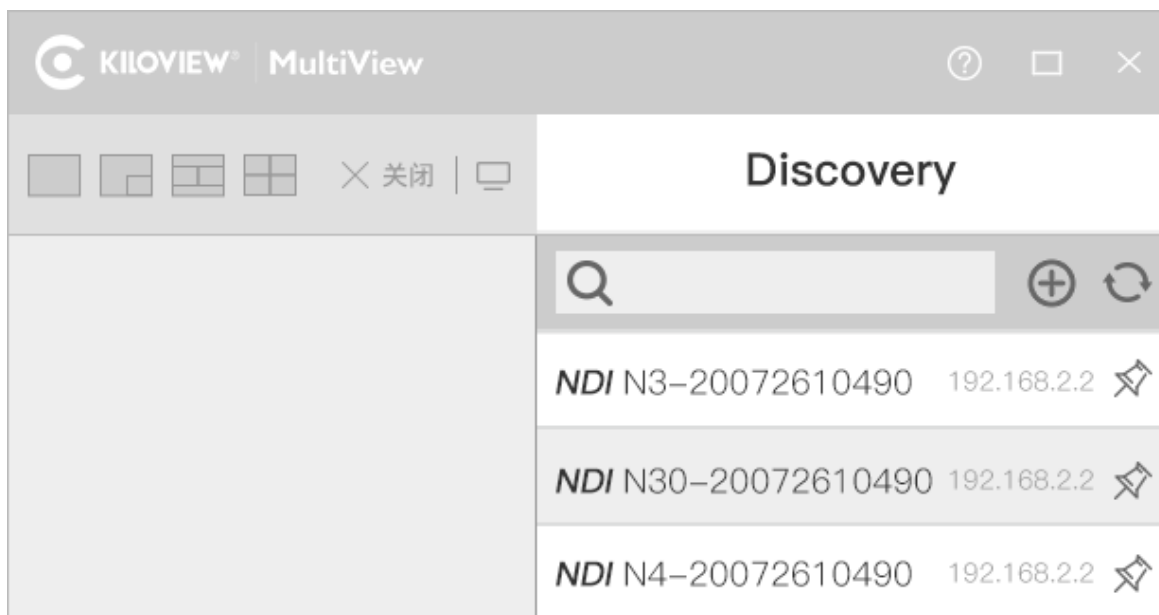 KILOVIEW® MultiView
关闭
Discovery
NDI N3-20072610490 192.168.2.2
NDI N30-20072610490 192.168.2.2
NDI N4-20072610490 192.168.2.2